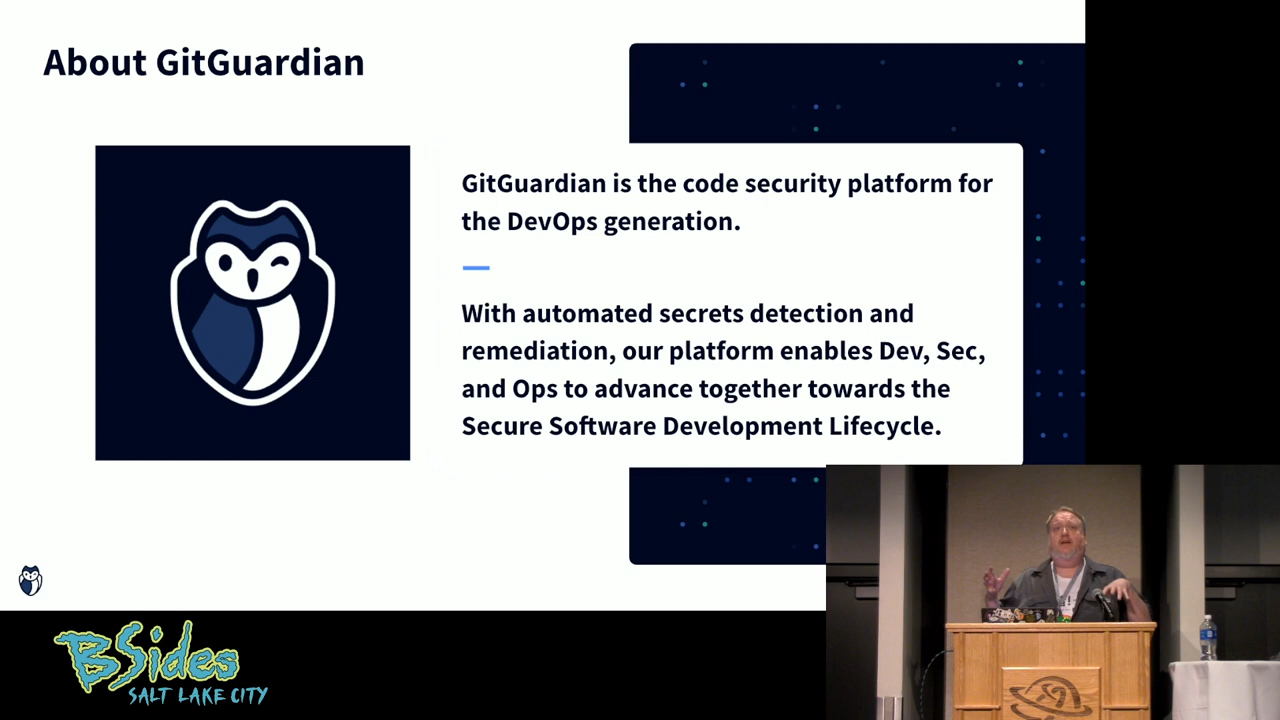 About GitGuardian
GitGuardian is the code security platform for
the DevOps generation.
With automated secrets detection and
remediation, our platform enables Dev, Sec,
and Ops to advance together towards the
Secure Software Development Lifecycle.
BSides
SALT LAKE CITY